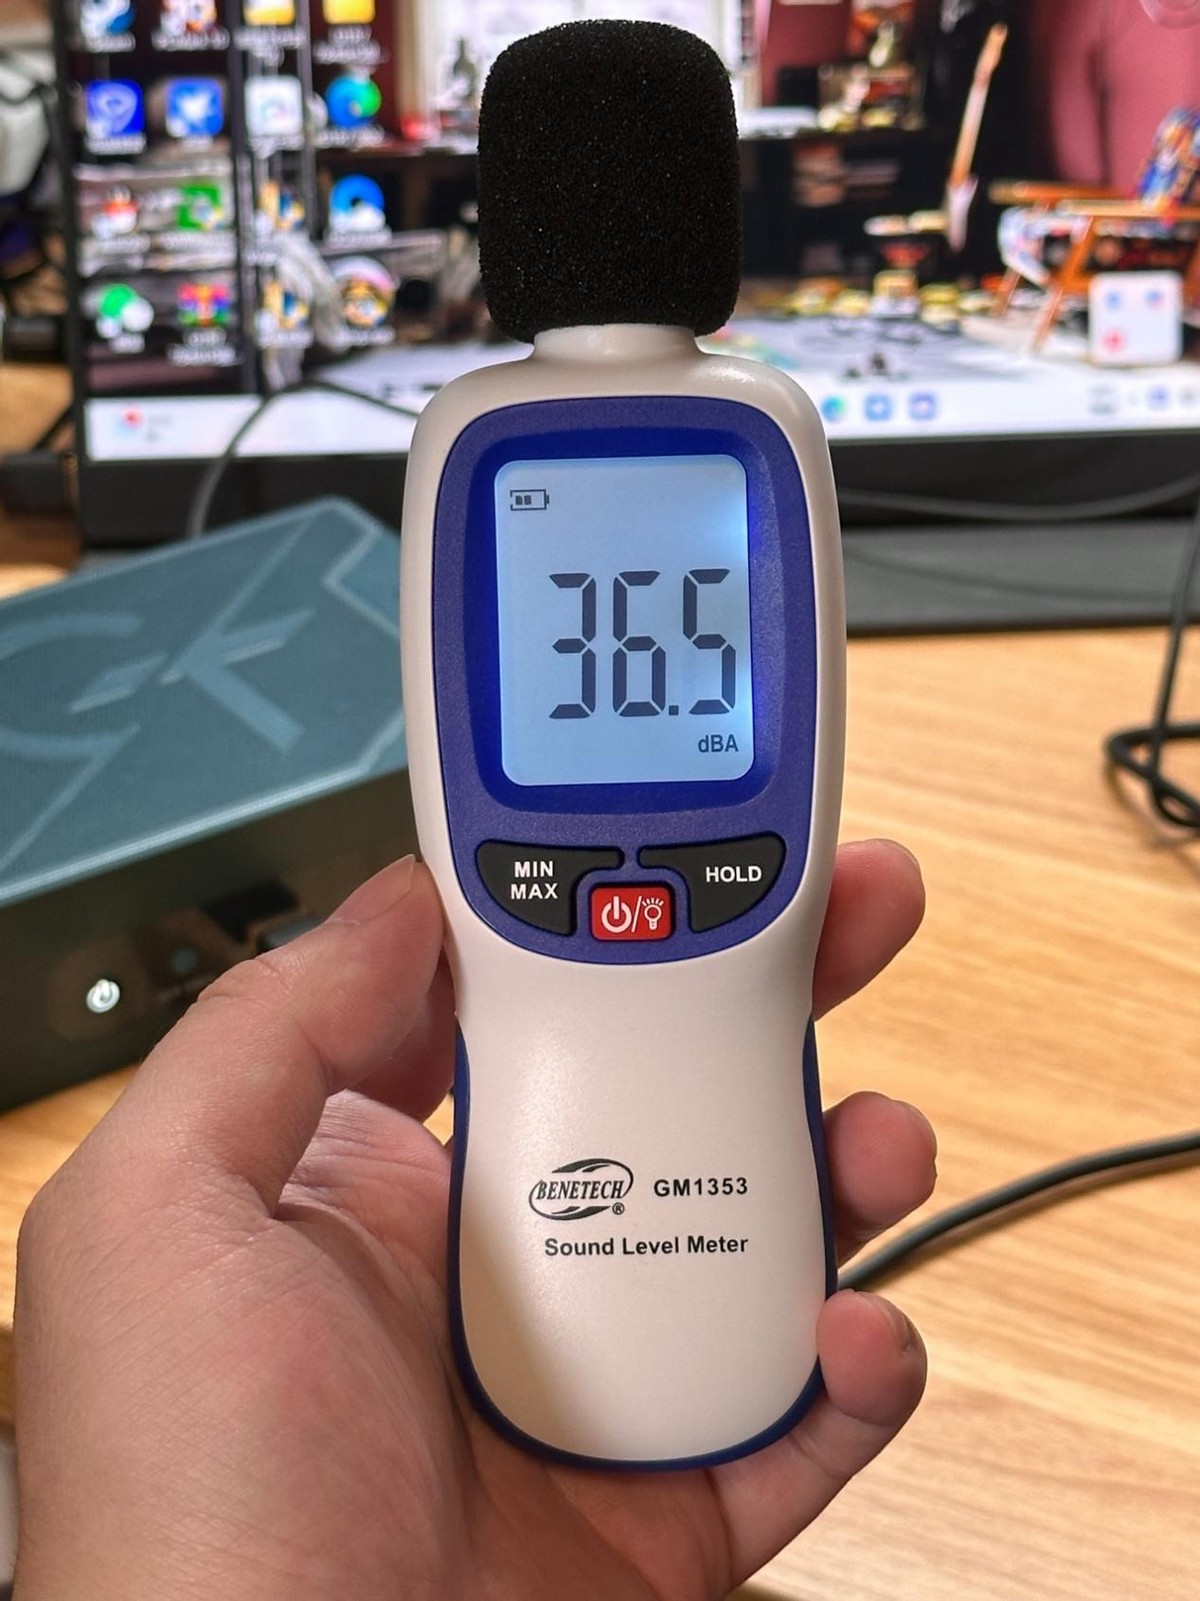 36.5
dBA
MIN
MAX
HOLD
BENETECH® GM1353
Sound Level Meter